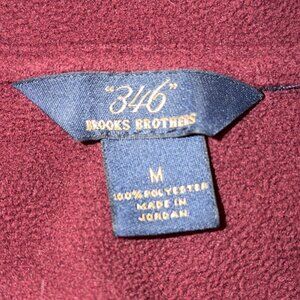 "346"
BROOKS BROTHERS
M
100% POLYESTER
MADE IN
JORDAN